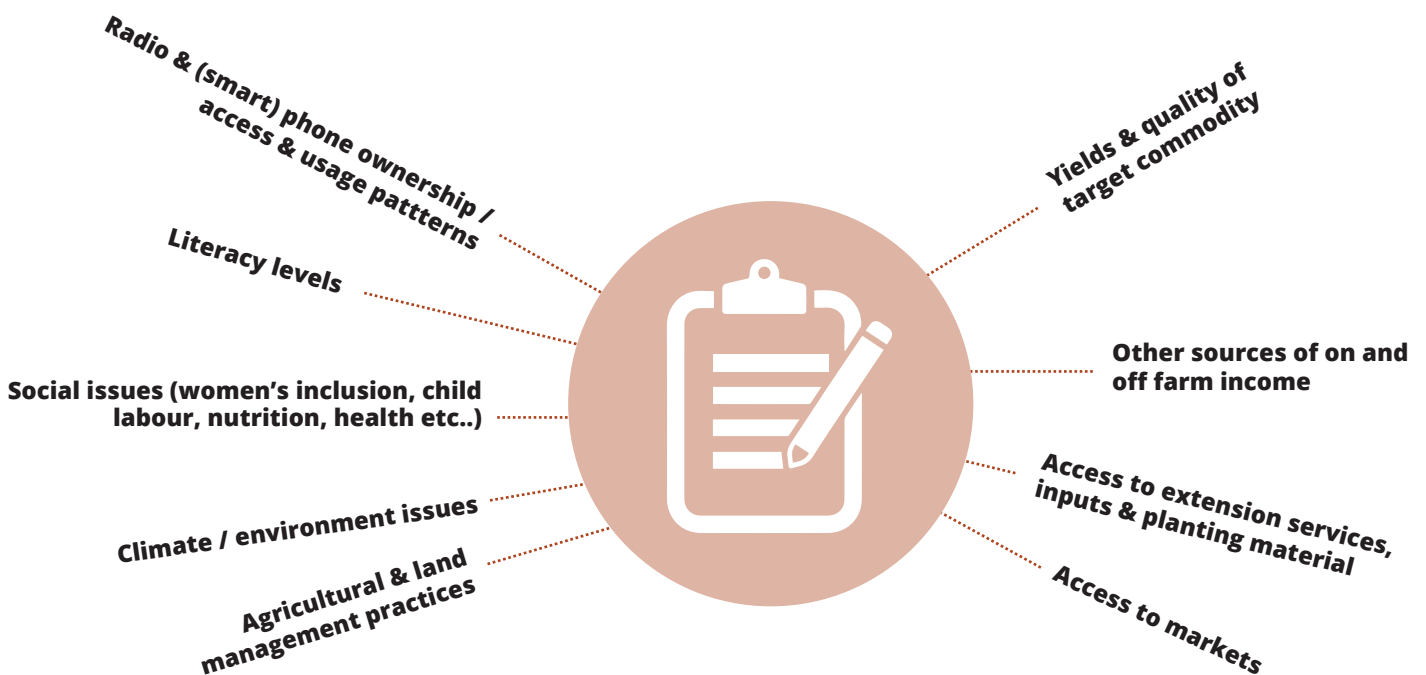 Radio & (smart) phone ownership /
access & usage pattterns
Literacy levels
Social issues (women’s inclusion, child
labour, nutrition, health etc..)
Climate / environment issues
Agricultural & land
management practices
Yields & quality of
target commodity
Other sources of on and
off farm income
Access to extension services,
inputs & planting material
Access to markets